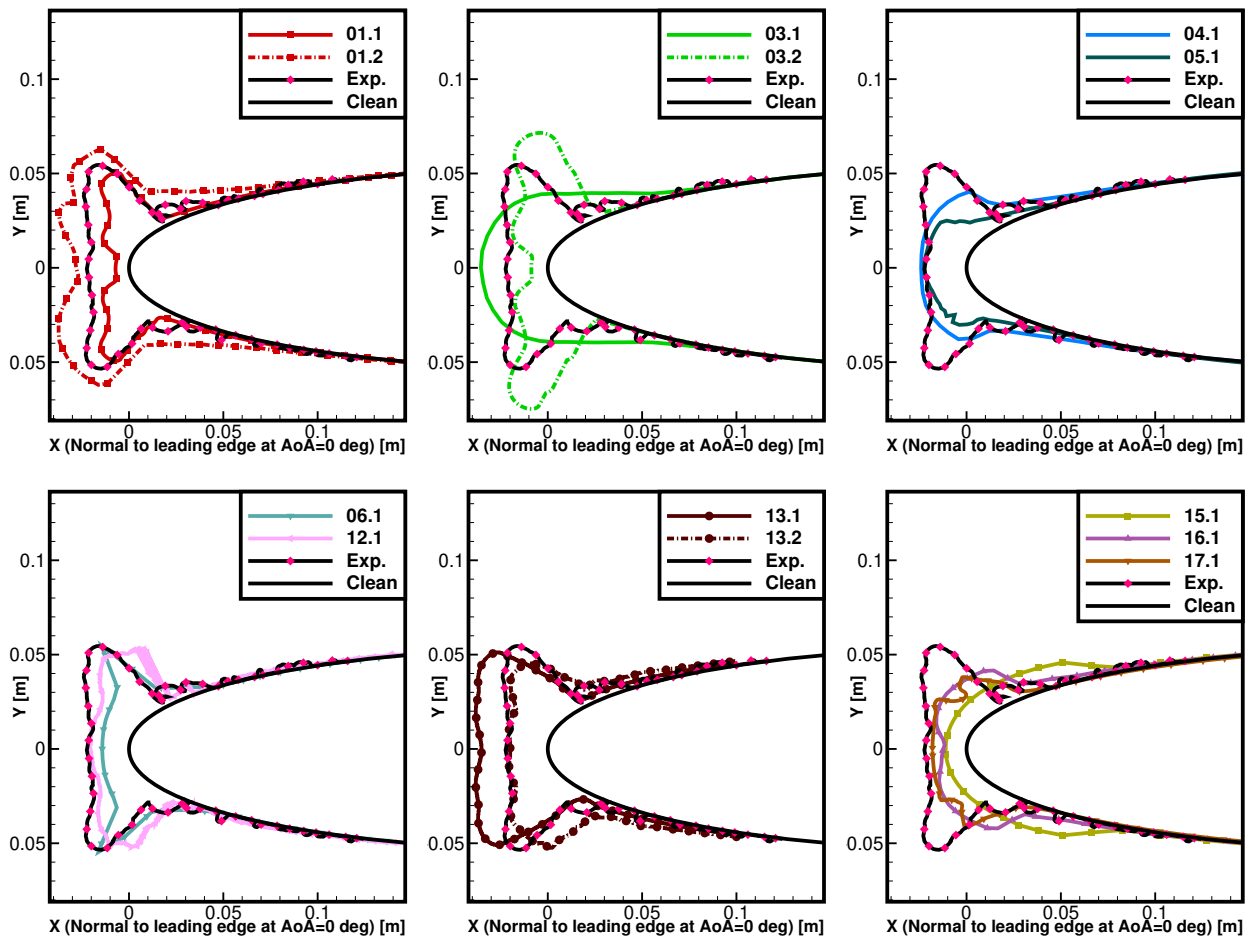 01.1
01.2
Exp.
Clean
0.1
0.05
0
0.05
Y [m]
0 0.05 0.1
X (Normal to leading edge at AoA=0 deg) [m]
03.1
03.2
Exp.
Clean
0.1
0.05
0
0.05
Y [m]
0 0.05 0.1
X (Normal to leading edge at AoA=0 deg) [m]
04.1
05.1
Exp.
Clean
0.1
0.05
0
0.05
Y [m]
0 0.05 0.1
X (Normal to leading edge at AoA=0 deg) [m]
06.1
12.1
Exp.
Clean
0.1
0.05
0
0.05
Y [m]
0 0.05 0.1
X (Normal to leading edge at AoA=0 deg) [m]
13.1
13.2
Exp.
Clean
0.1
0.05
0
0.05
Y [m]
0 0.05 0.1
X (Normal to leading edge at AoA=0 deg) [m]
15.1
16.1
17.1
Exp.
Clean
0.1
0.05
0
0.05
Y [m]
0 0.05 0.1
X (Normal to leading edge at AoA=0 deg) [m]